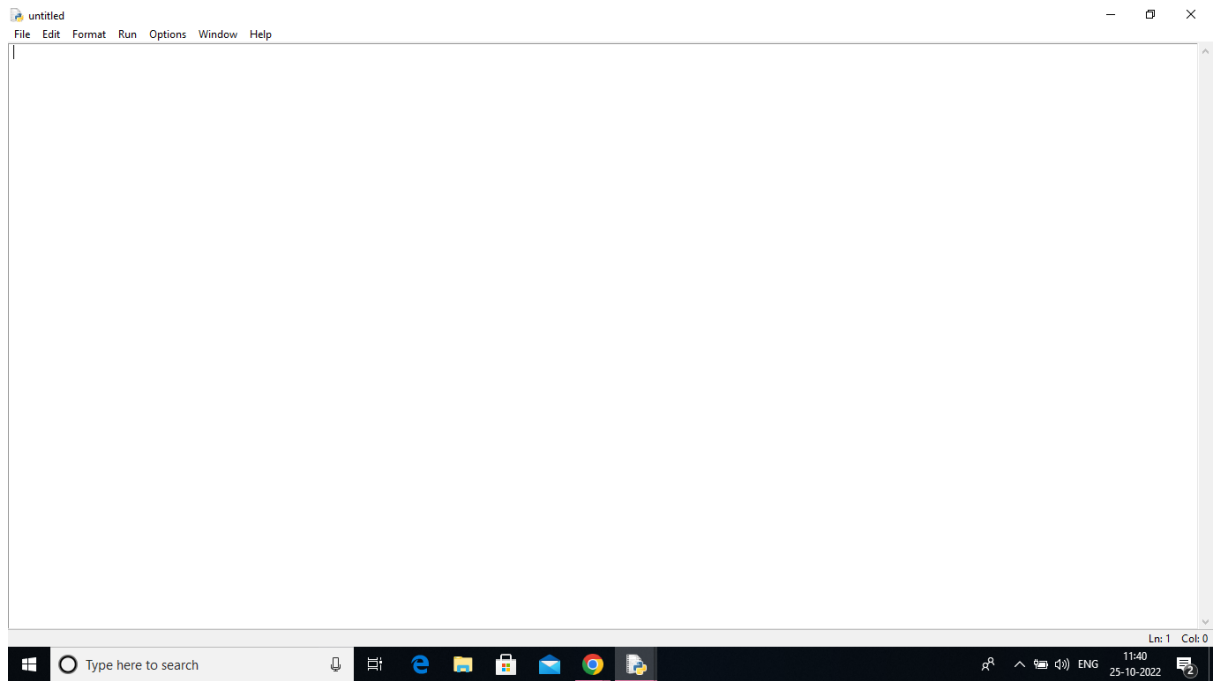 untitled
File Edit Format Run Options Window Help
Ln: 1 Col: 0
Type here to search
ENG
11:40
25-10-2022
2